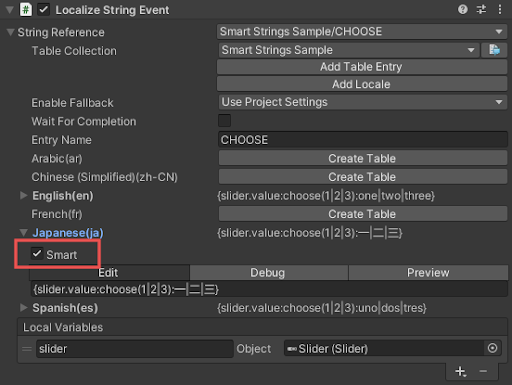 Localize String Event
String Reference Smart Strings Sample/CHOOSE
Table Collection Smart Strings Sample
Add Table Entry
Add Locale
Enable Fallback Use Project Settings
Wait For Completion
Entry Name CHOOSE
Arabic(ar) Create Table
Chinese (Simplified)(zh-CN) Create Table
English(en) {slider.value:choose(1|2|3):one|two|three}
French(fr) Create Table
Japanese(ja) {slider.value:choose(1|2|3):一|二|三}
Smart
Edit Debug Preview
{slider.value:choose(1|2|3):一|二|三}
Spanish(es) {slider.value:choose(1|2|3):uno|dos|tres}
Local Variables
slider Object Slider (Slider)